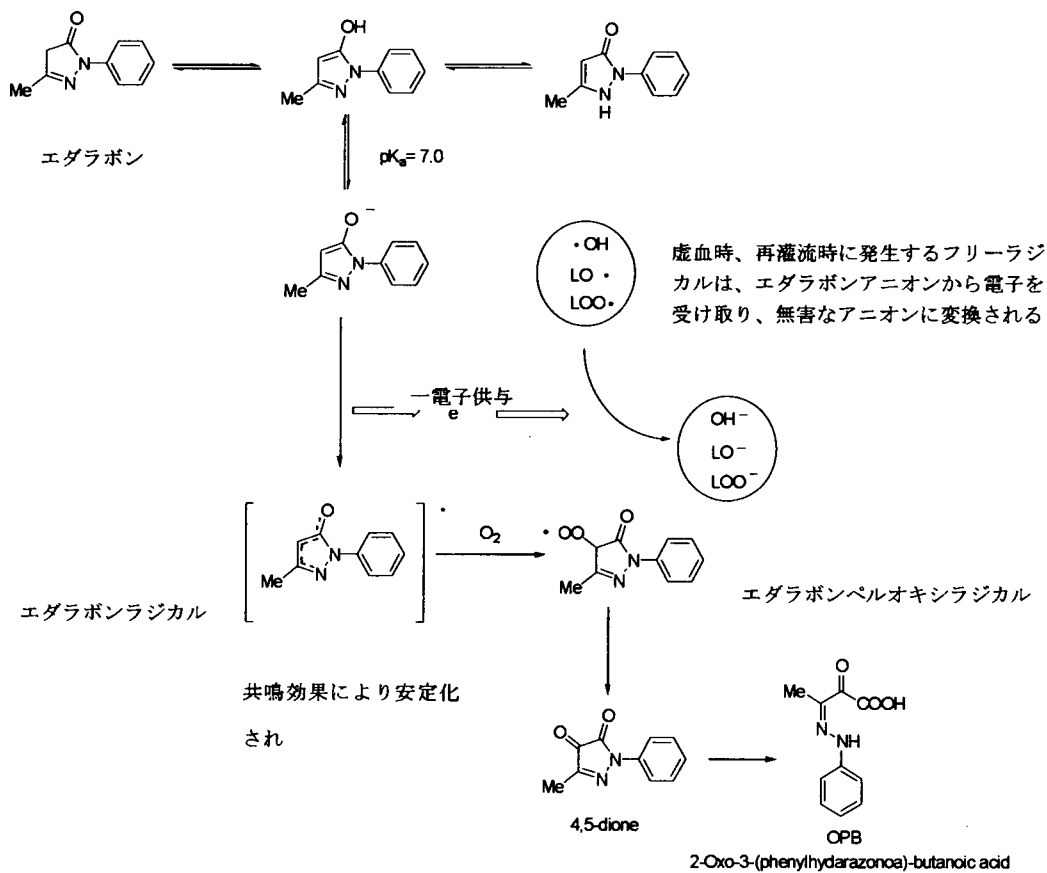 O
N
N
Me
エダラボン
OH
N
N
Me
O
N
N
H
Me
pKa= 7.0
O −
N
N
Me
• OH
LO •
LOO•
虚血時、再灌流時に発生するフリーラジ
カルは、エダラボンアニオンから電子を
受け取り、無害なアニオンに変換される
一電子供与
e
OH −
LO −
LOO −
O
N
N
Me
•
エダラボンラジカル
共鳴効果により安定化
され
O2
• OO
O
N
N
Me
エダラボンペルオキシラジカル
O
O
N
N
Me
4,5-dione
O
Me
COOH
N
NH
OPB
2-Oxo-3-(phenylhydarazonoa)-butanoic acid